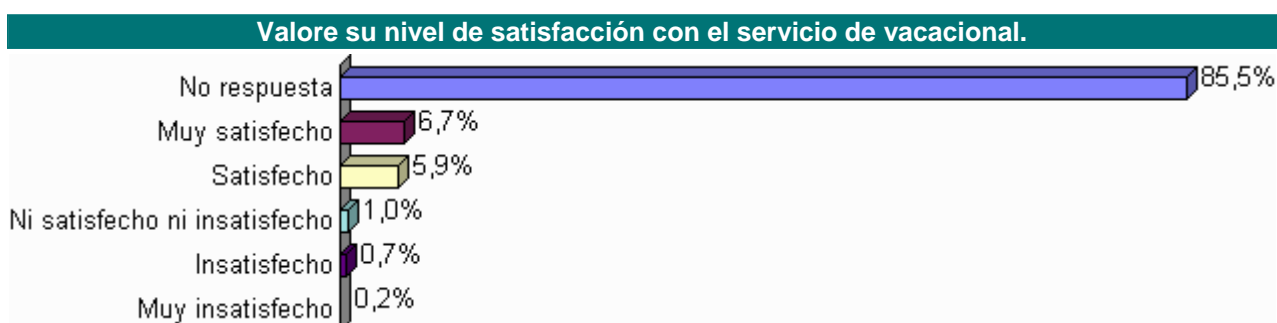 Valore su nivel de satisfacción con el servicio de vacacional.
No respuesta 85,5%
Muy satisfecho 6,7%
Satisfecho 5,9%
Ni satisfecho ni insatisfecho 1,0%
Insatisfecho 0,7%
Muy insatisfecho 0,2%